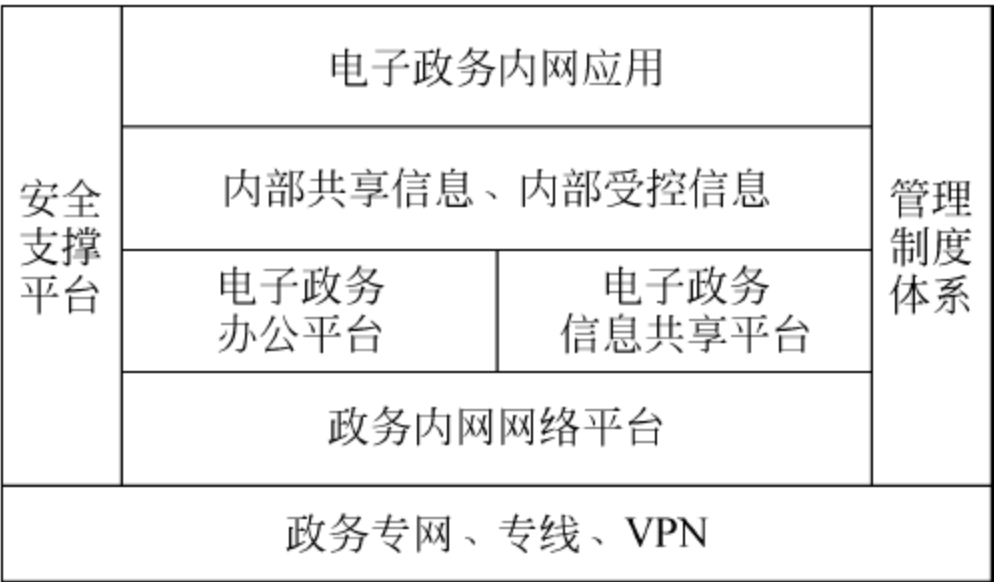 电子政务内网应用
内部共享信息、内部受控信息
安全
支撑
平台
管理
制度
体系
电子政务
办公平台
电子政务
信息共享平台
政务内网网络平台
政务专网、专线、VPN